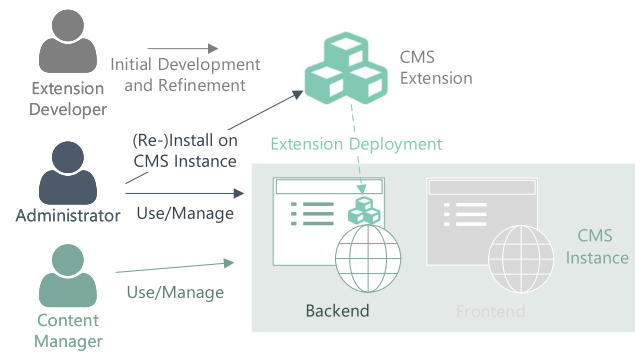 Extension
Developer
Initial Development
and Refinement
CMS
Extension
(Re-)Install on
CMS Instance
Extension Deployment
Administrator
Use/Manage
CMS
Instance
Content
Manager
Use/Manage
Backend
Frontend